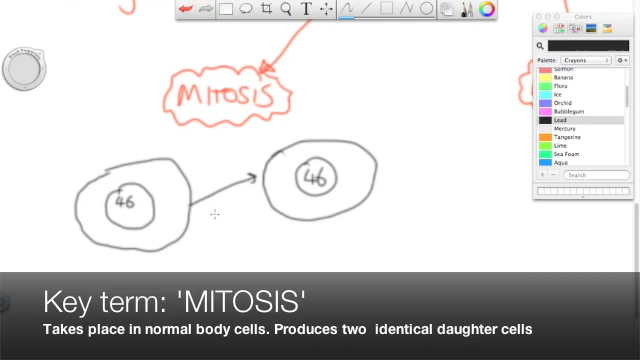 Colors
Palette: Crayons
Salmon
Banana
Flora
Ice
Orchid
Bubblegum
Lead
Mercury
Tangerine
Lime
Sea Foam
Aqua
Search
MITOSIS
46
46
Key term: 'MITOSIS'
Takes place in normal body cells. Produces two identical daughter cells